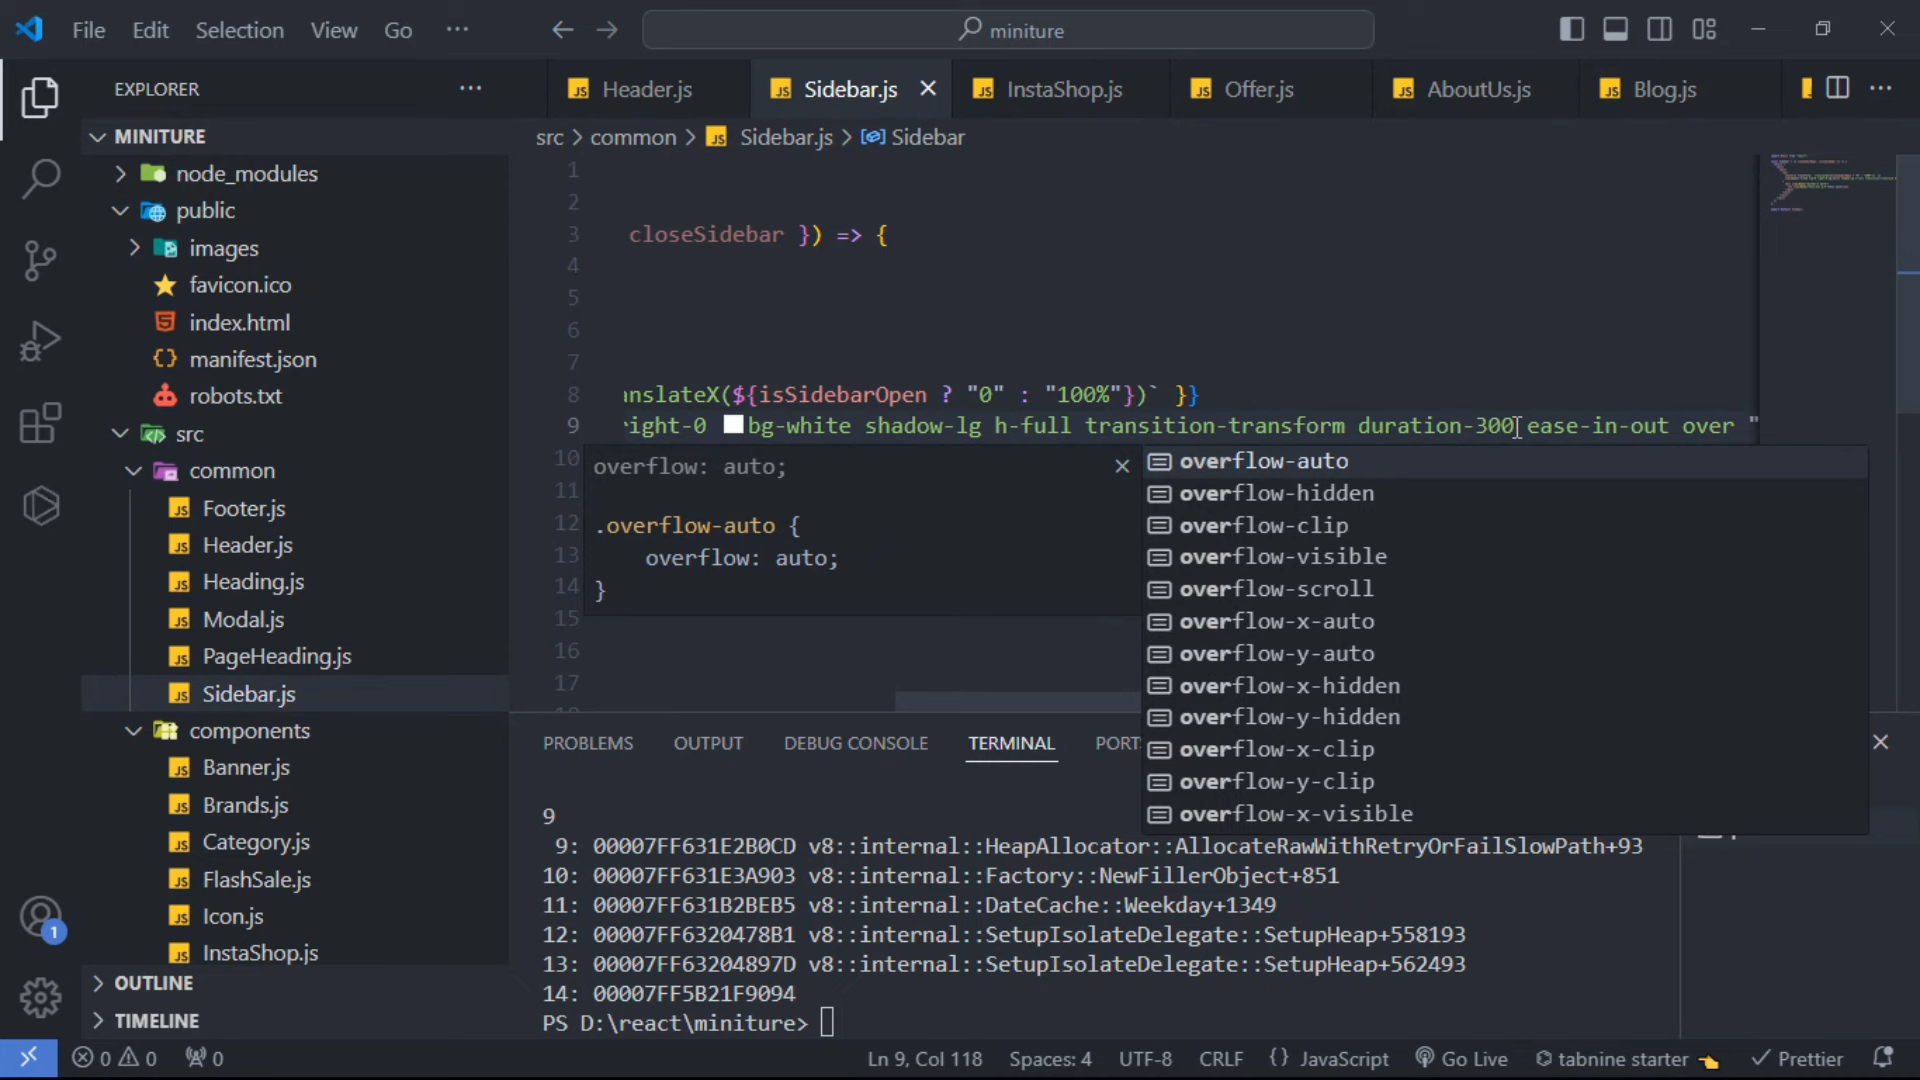 File Edit Selection View Go ···
miniture
EXPLORER ···
MINITURE
node_modules
public
images
favicon.ico
index.html
manifest.json
robots.txt
src
common
Footer.js
Header.js
Heading.js
Modal.js
PageHeading.js
Sidebar.js
components
Banner.js
Brands.js
Category.js
FlashSale.js
Icon.js
InstaShop.js
OUTLINE
TIMELINE
JS Header.js JS Sidebar.js JS InstaShop.js JS Offer.js JS AboutUs.js JS Blog.js
src > common > JS Sidebar.js > Sidebar
1
2
3 closeSidebar }) => {
4
5
6
7
8 anslateX(${isSidebarOpen ? "0" : "100%"})` }}
9 right-0 bg-white shadow-lg h-full transition-transform duration-300 ease-in-out over "
10
11
12
13
14
15
16
17
overflow: auto;
.overflow-auto {
overflow: auto;
}
overflow-auto
overflow-hidden
overflow-clip
overflow-visible
overflow-scroll
overflow-x-auto
overflow-y-auto
overflow-x-hidden
overflow-y-hidden
overflow-x-clip
overflow-y-clip
overflow-x-visible
PROBLEMS OUTPUT DEBUG CONSOLE TERMINAL PORT
9
9: 00007FF631E2B0CD v8::internal::HeapAllocator::AllocateRawWithRetryOrFailSlowPath+93
10: 00007FF631E3A903 v8::internal::Factory::NewFillerObject+851
11: 00007FF631B2BEB5 v8::internal::DateCache::Weekday+1349
12: 00007FF6320478B1 v8::internal::SetupIsolateDelegate::SetupHeap+558193
13: 00007FF63204897D v8::internal::SetupIsolateDelegate::SetupHeap+562493
14: 00007FF5B21F9094
PS D:\react\miniture>
1
0 0 0 Ln 9, Col 118 Spaces: 4 UTF-8 CRLF {} JavaScript Go Live tabnine starter 👈 Prettier